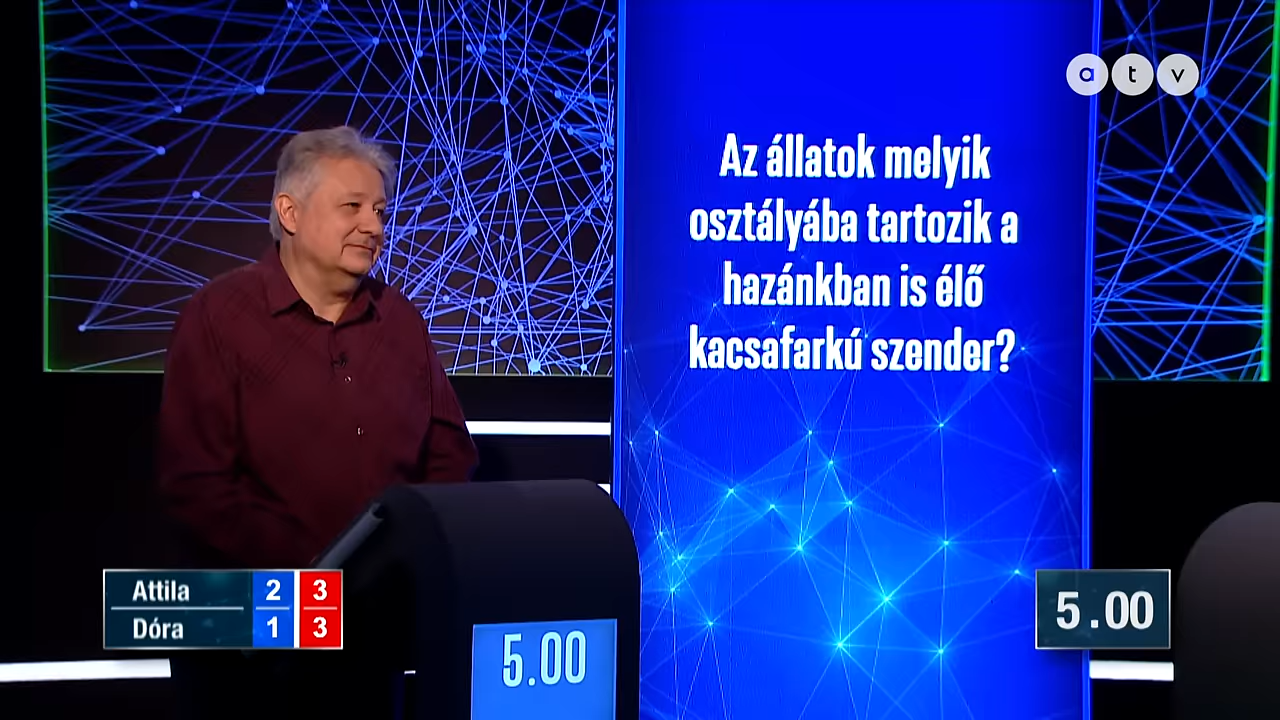 a t v
Az állatok melyik
osztályába tartozik a
hazánkban is élő
kacsafarkú szender?
Attila 2 3
Dóra 1 3
5.00
5.00